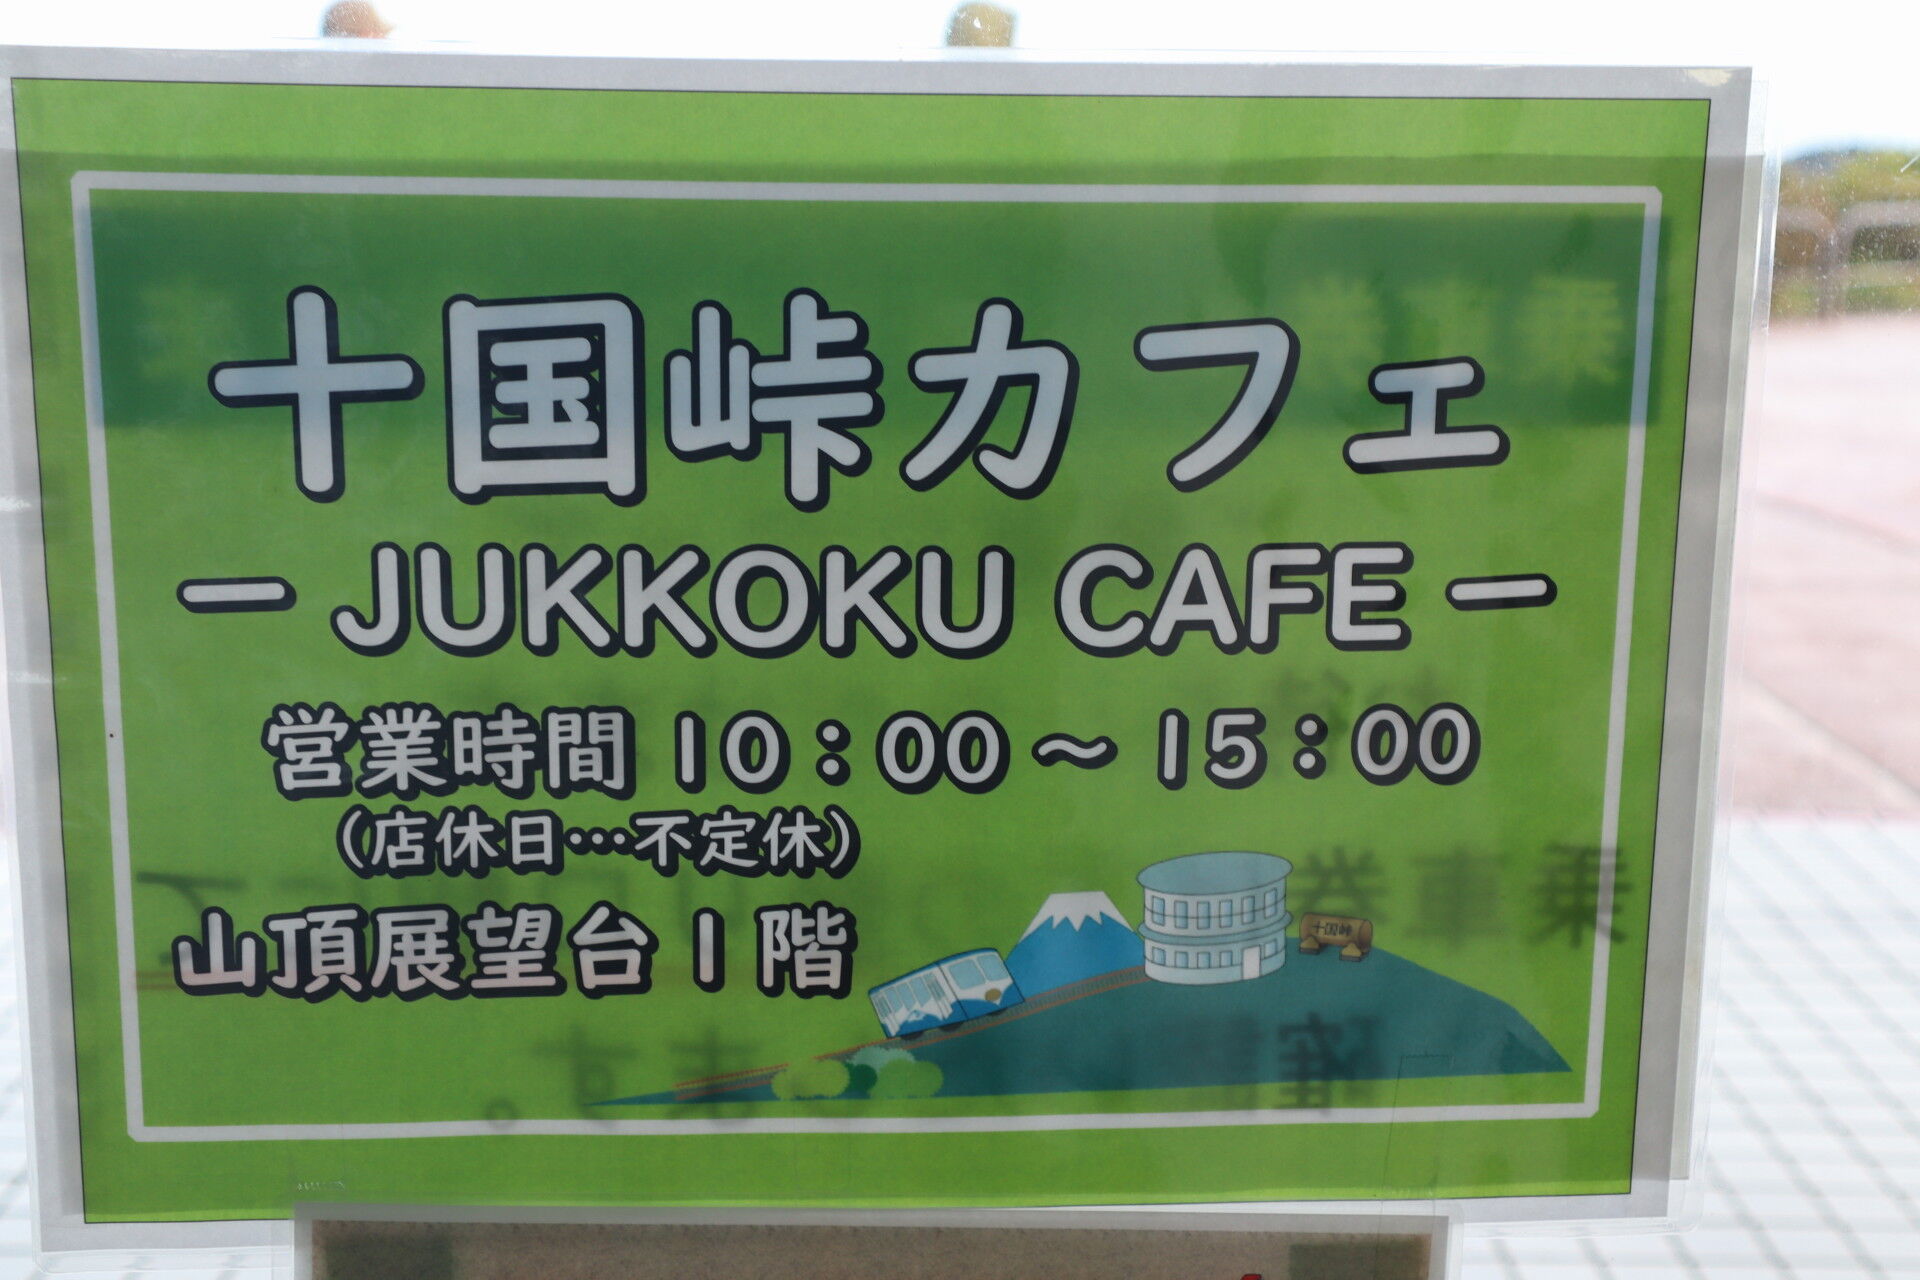 十国峠カフェ
－ JUKKOKU CAFE －
営業時間 10：00～15：00
（店休日…不定休）
山頂展望台1階
十国峠